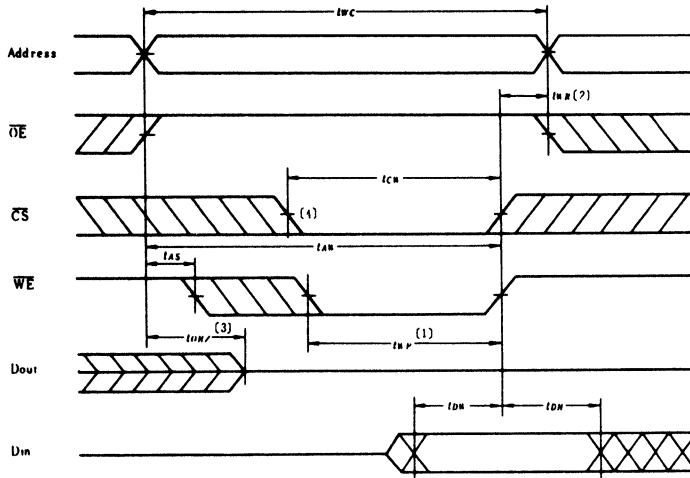 tWC
Address
tWR(2)
OE
tCW
CS
(4)
tAW
tAS
WE
(3)
tOHZ
(1)
tWP
Dout
tDW
tDH
Din